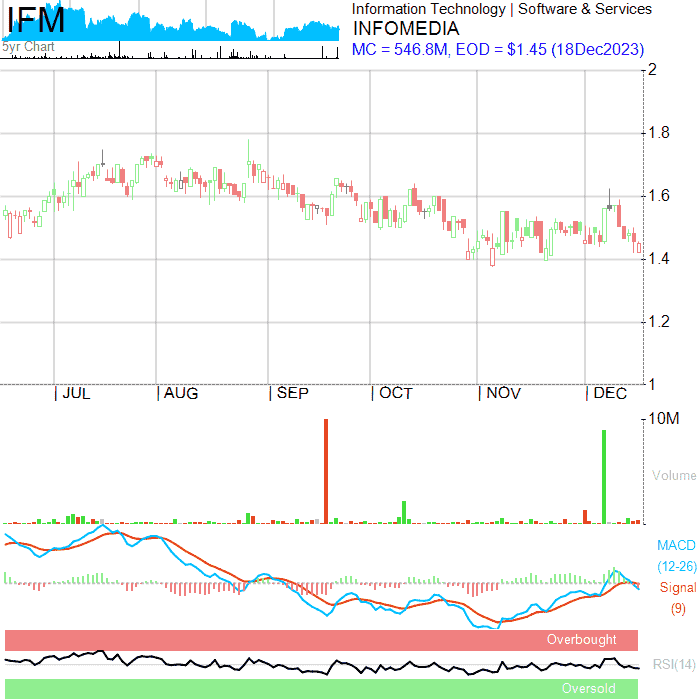 IFM
5yr Chart
Information Technology | Software & Services
INFOMEDIA
MC = 546.8M, EOD = $1.45 (18Dec2023)
2
1.8
1.6
1.4
1.2
1
JUL
AUG
SEP
OCT
NOV
DEC
10M
Volume
MACD
(12-26)
Signal
(9)
Overbought
RSI(14)
Oversold